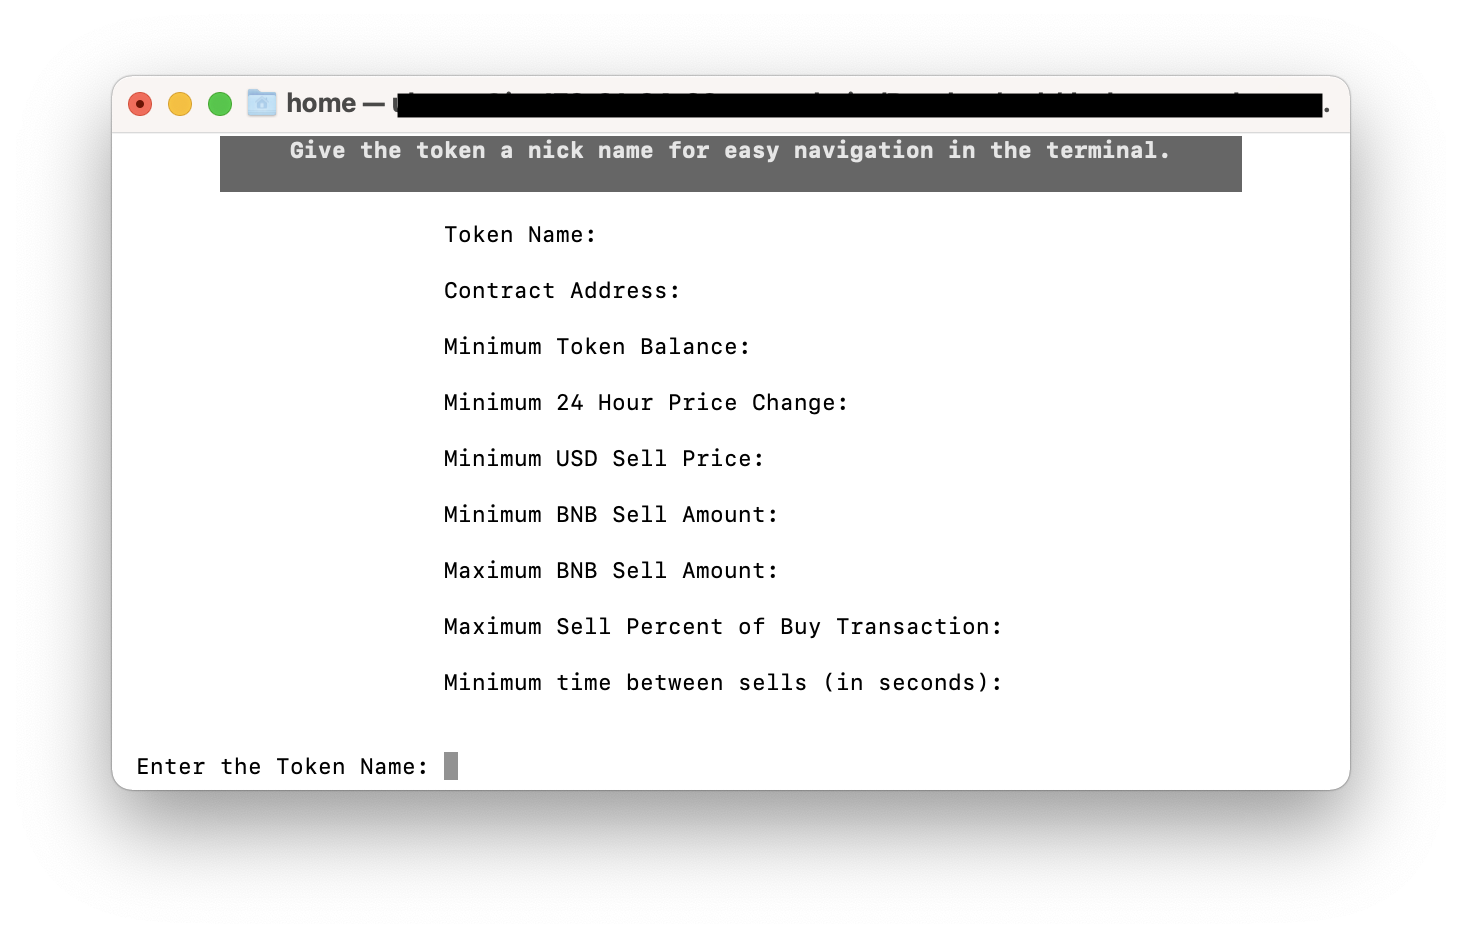 home —
Give the token a nick name for easy navigation in the terminal.
Token Name:
Contract Address:
Minimum Token Balance:
Minimum 24 Hour Price Change:
Minimum USD Sell Price:
Minimum BNB Sell Amount:
Maximum BNB Sell Amount:
Maximum Sell Percent of Buy Transaction:
Minimum time between sells (in seconds):
Enter the Token Name: